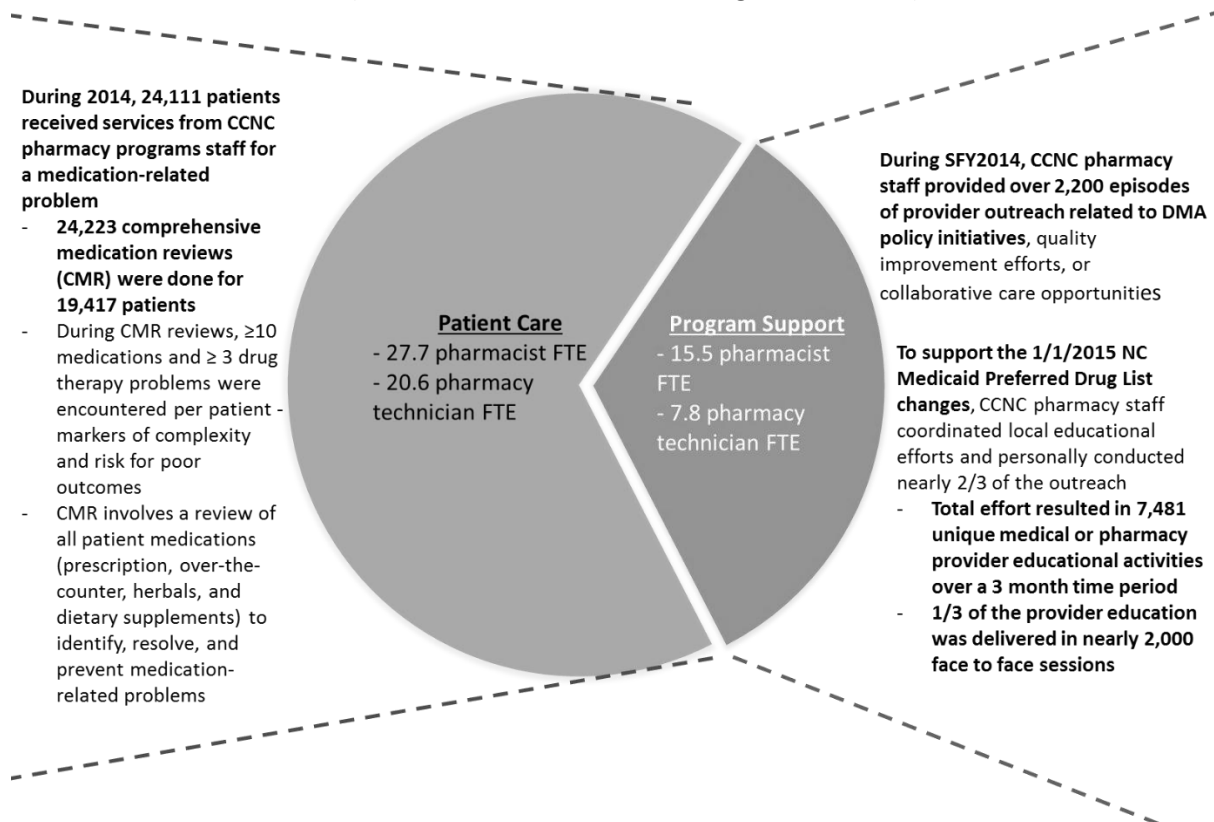 During 2014, 24,111 patients
received services from CCNC
pharmacy programs staff for
a medication-related
problem
- 24,223 comprehensive
medication reviews
(CMR) were done for
19,417 patients
- During CMR reviews, ≥10
medications and ≥ 3 drug
therapy problems were
encountered per patient -
markers of complexity
and risk for poor
outcomes
- CMR involves a review of
all patient medications
(prescription, over-the-
counter, herbals, and
dietary supplements) to
identify, resolve, and
prevent medication-
related problems
Patient Care
- 27.7 pharmacist FTE
- 20.6 pharmacy
technician FTE
Program Support
- 15.5 pharmacist
FTE
- 7.8 pharmacy
technician FTE
During SFY2014, CCNC pharmacy
staff provided over 2,200 episodes
of provider outreach related to DMA
policy initiatives, quality
improvement efforts, or
collaborative care opportunities
To support the 1/1/2015 NC
Medicaid Preferred Drug List
changes, CCNC pharmacy staff
coordinated local educational
efforts and personally conducted
nearly 2/3 of the outreach
- Total effort resulted in 7,481
unique medical or pharmacy
provider educational activities
over a 3 month time period
- 1/3 of the provider education
was delivered in nearly 2,000
face to face sessions